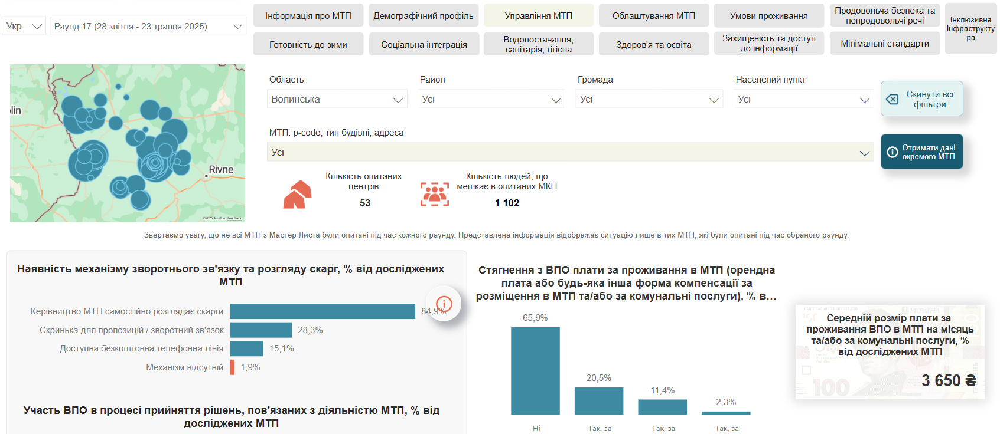 Укр
Раунд 17 (28 квітня - 23 травня 2025)
Інформація про МТП
Демографічний профіль
Управління МТП
Облаштування МТП
Умови проживання
Продовольча безпека та
непродовольчі речі
Інклюзивна
інфраструкту
ра
Готовність до зими
Соціальна інтеграція
Водопостачання,
санітарія, гігієна
Здоров'я та освіта
Захищеність та доступ
до інформації
Мінімальні стандарти
lin
Rivne
©2025 TomTom Feedback
Область
Волинська
Район
Усі
Громада
Усі
Населений пункт
Усі
Скинути всі
фільтри
МТП: p-code, тип будівлі, адреса
Усі
Отримати дані
окремого МТП
Кількість опитаних
центрів
53
Кількість людей, що
мешкає в опитаних МКП
1 102
Звертаємо увагу, що не всі МТП з Мастер Листа були опитані під час кожного раунду. Представлена інформація відображає ситуацію лише в тих МТП, які були опитані під час обраного раунду.
Наявність механізму зворотнього зв'язку та розгляду скарг, % від досліджених
МТП
Керівництво МТП самостійно розглядає скарги
84,9%
Скринька для пропозицій / зворотний зв'язок
28,3%
Доступна безкоштовна телефонна лінія
15,1%
Механізм відсутній
1,9%
Участь ВПО в процесі прийняття рішень, пов'язаних з діяльністю МТП, % від
досліджених МТП
Стягнення з ВПО плати за проживання в МТП (орендна
плата або будь-яка інша форма компенсації за
розміщення в МТП та/або за комунальні послуги), % в...
65,9%
20,5%
11,4%
2,3%
Ні
Так, за
Так, за
Так, за
Середній розмір плати за
проживання ВПО в МТП на місяць
та/або за комунальні послуги, %
від досліджених МТП
3 650 ₴
100